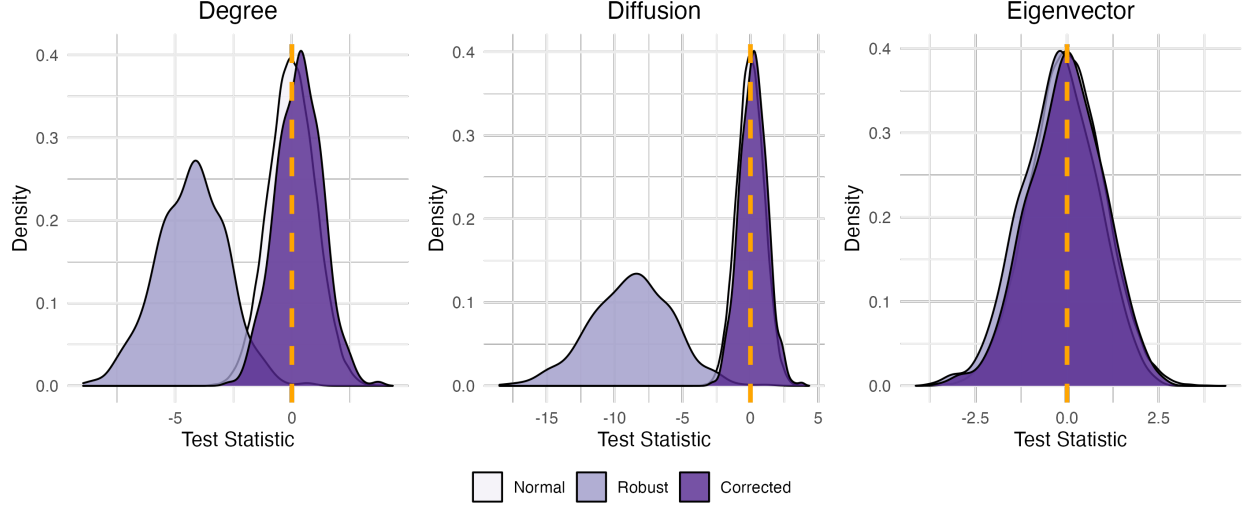 Degree
Diffusion
Eigenvector
Density
0.4
0.3
0.2
0.1
0.0
-5
0
Test Statistic
Density
0.4
0.3
0.2
0.1
0.0
-15
-10
-5
0
5
Test Statistic
Density
0.4
0.3
0.2
0.1
0.0
-2.5
0.0
2.5
Test Statistic
Normal
Robust
Corrected